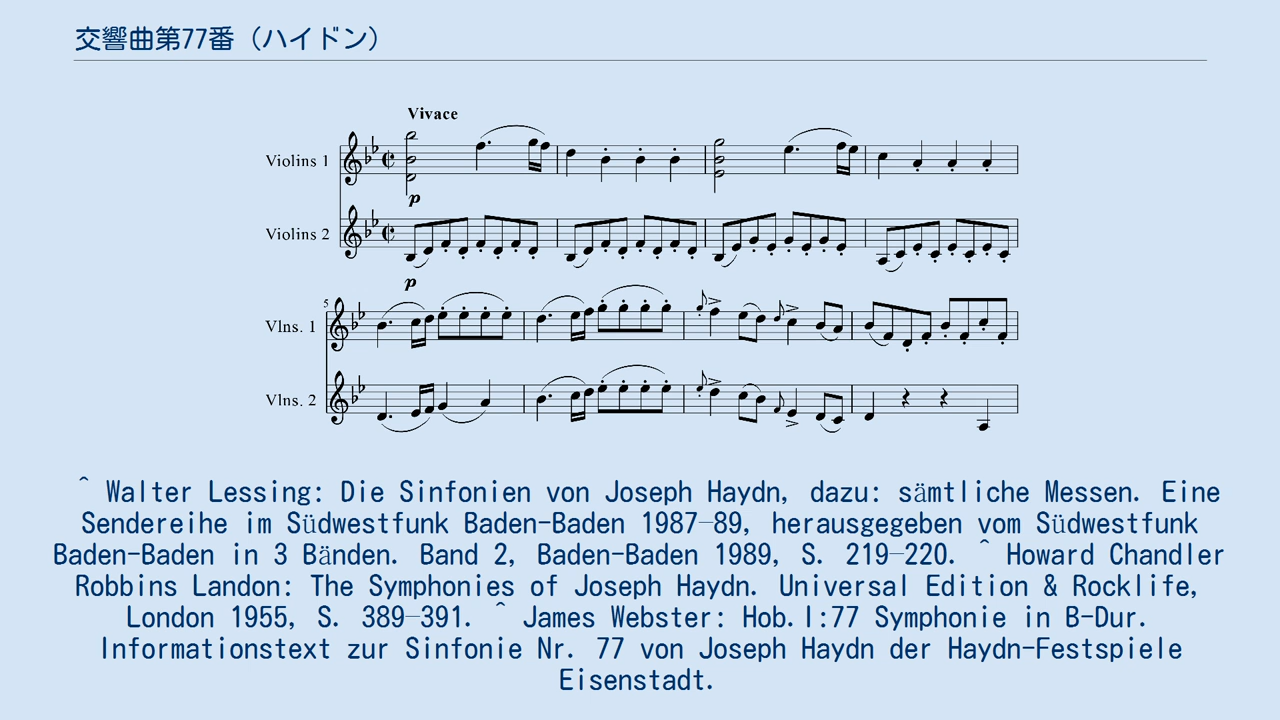 交響曲第77番（ハイドン）
Vivace
Violins 1
p
Violins 2
p
5
Vlns. 1
Vlns. 2
^ Walter Lessing: Die Sinfonien von Joseph Haydn, dazu: sämtliche Messen. Eine
Sendereihe im Südwestfunk Baden-Baden 1987–89, herausgegeben vom Südwestfunk
Baden-Baden in 3 Bänden. Band 2, Baden-Baden 1989, S. 219–220. ^ Howard Chandler
Robbins Landon: The Symphonies of Joseph Haydn. Universal Edition & Rocklife,
London 1955, S. 389–391. ^ James Webster: Hob.I:77 Symphonie in B-Dur.
Informationstext zur Sinfonie Nr. 77 von Joseph Haydn der Haydn-Festspiele
Eisenstadt.